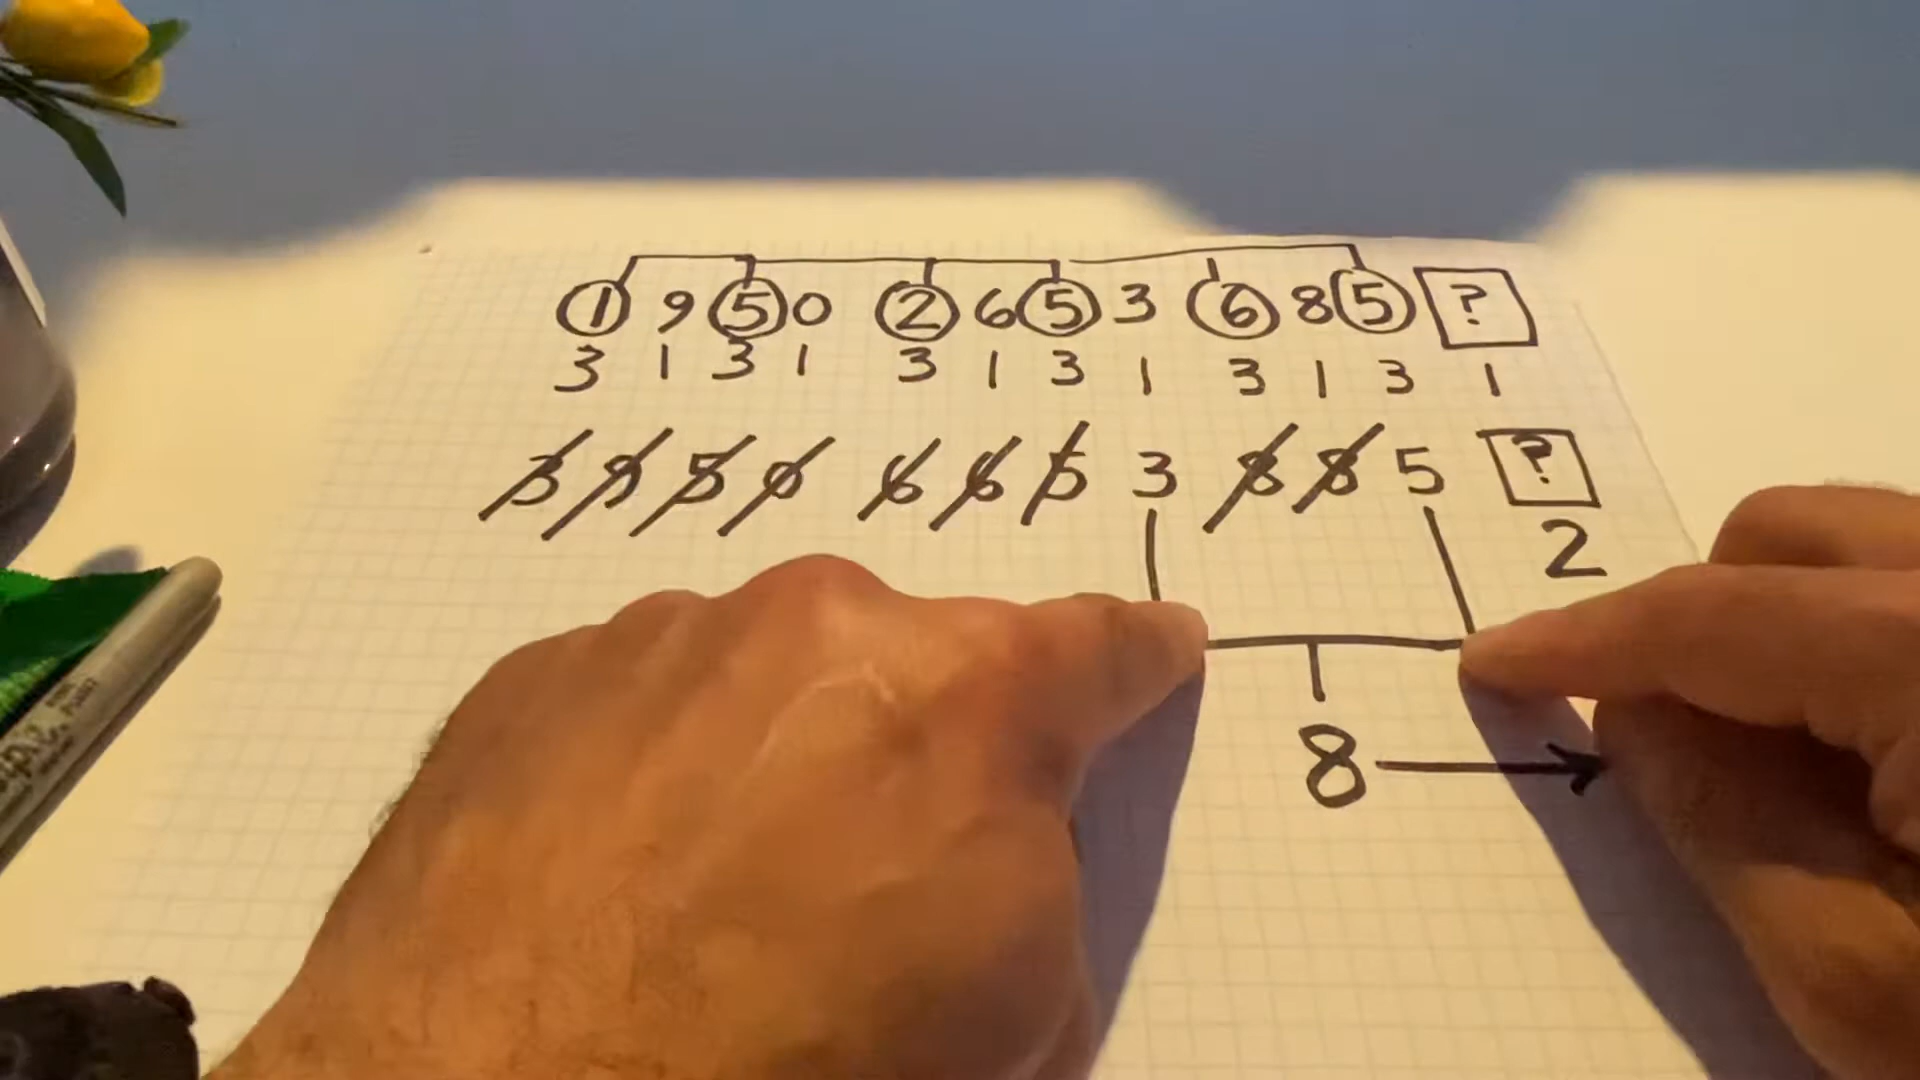 1 9 5 0 2 6 5 3 6 8 5 ?
3 1 3 1 3 1 3 1 3 1 3 1
3 9 5 0 6 6 5 3 8 8 5 ?
2
8